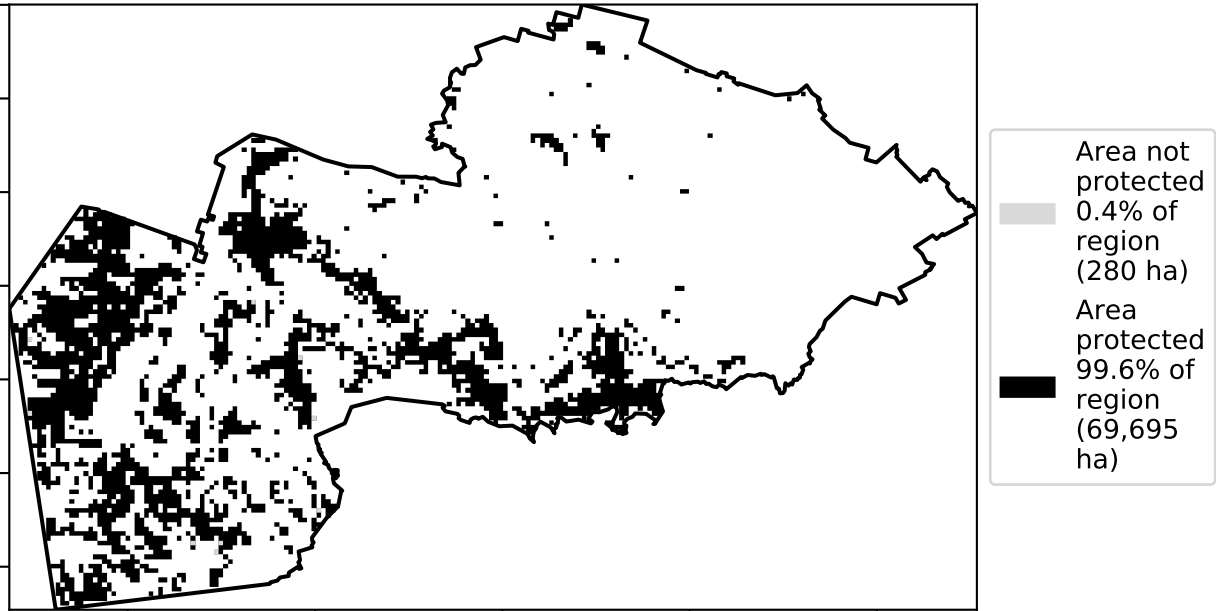 Area not
protected
0.4% of
region
(280 ha)
Area
protected
99.6% of
region
(69,695
ha)